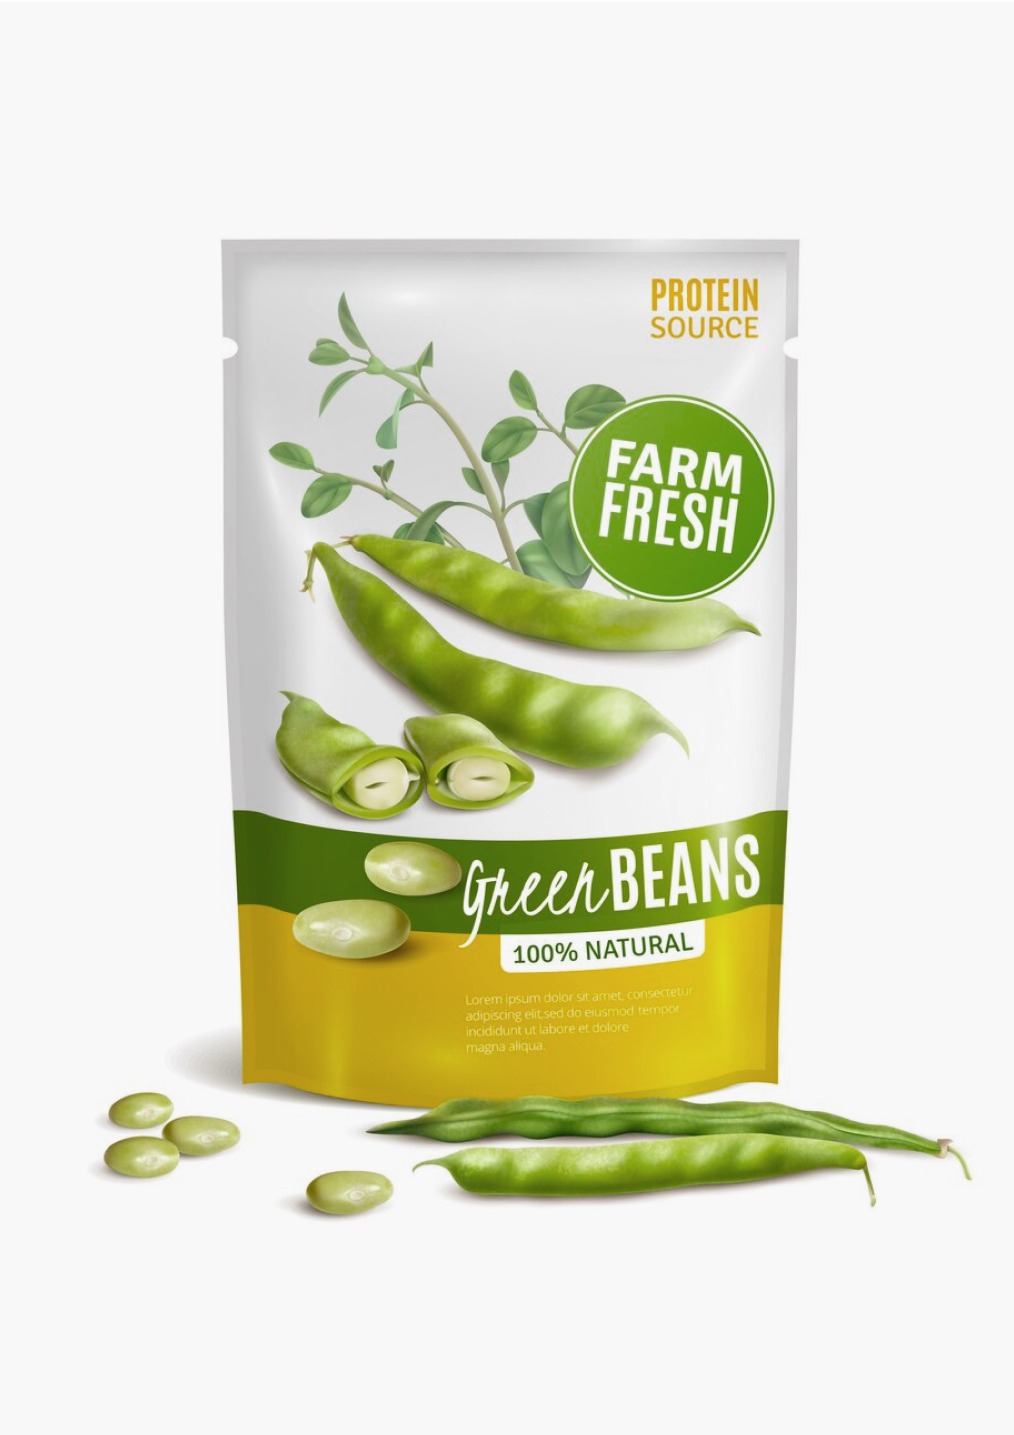 PROTEIN
SOURCE
FARM
FRESH
Green BEANS
100% NATURAL
Lorem ipsum dolor sit amet, consectetur
adipiscing elit,sed do eiusmod tempor
incididunt ut labore et dolore
magna aliqua.